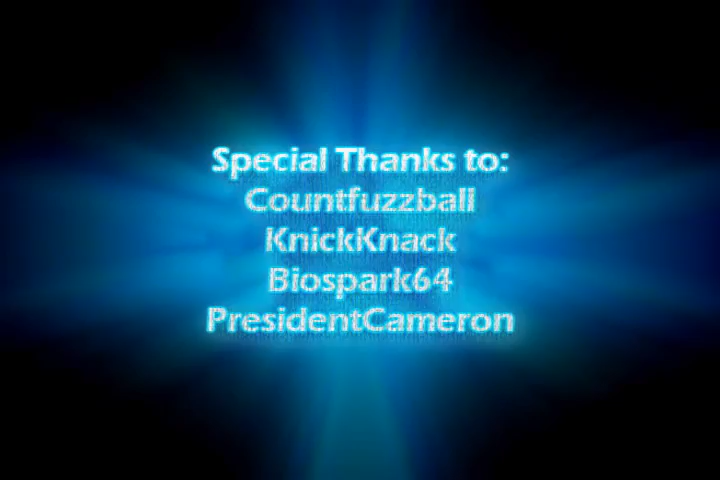 Special Thanks to:
Countfuzzball
KnickKnack
Biospark64
PresidentCameron